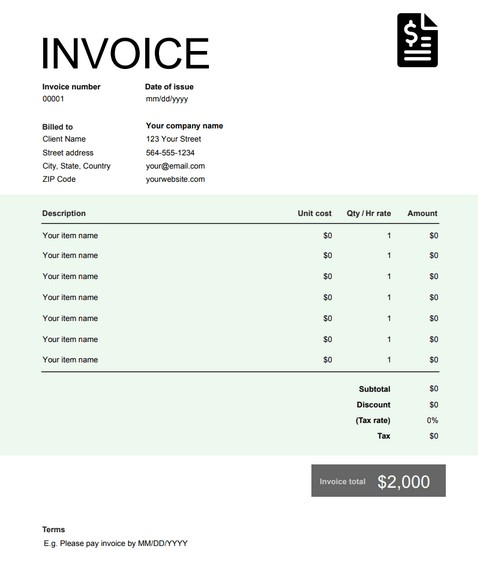 INVOICE
$
Invoice number Date of issue
00001 mm/dd/yyyy
Billed to Your company name
Client Name 123 Your Street
Street address 564-555-1234
City, State, Country your@email.com
ZIP Code yourwebsite.com
Description Unit cost Qty / Hr rate Amount
Your item name $0 1 $0
Your item name $0 1 $0
Your item name $0 1 $0
Your item name $0 1 $0
Your item name $0 1 $0
Your item name $0 1 $0
Your item name $0 1 $0
Subtotal $0
Discount $0
(Tax rate) 0%
Tax $0
Invoice total $2,000
Terms
E.g. Please pay invoice by MM/DD/YYYY